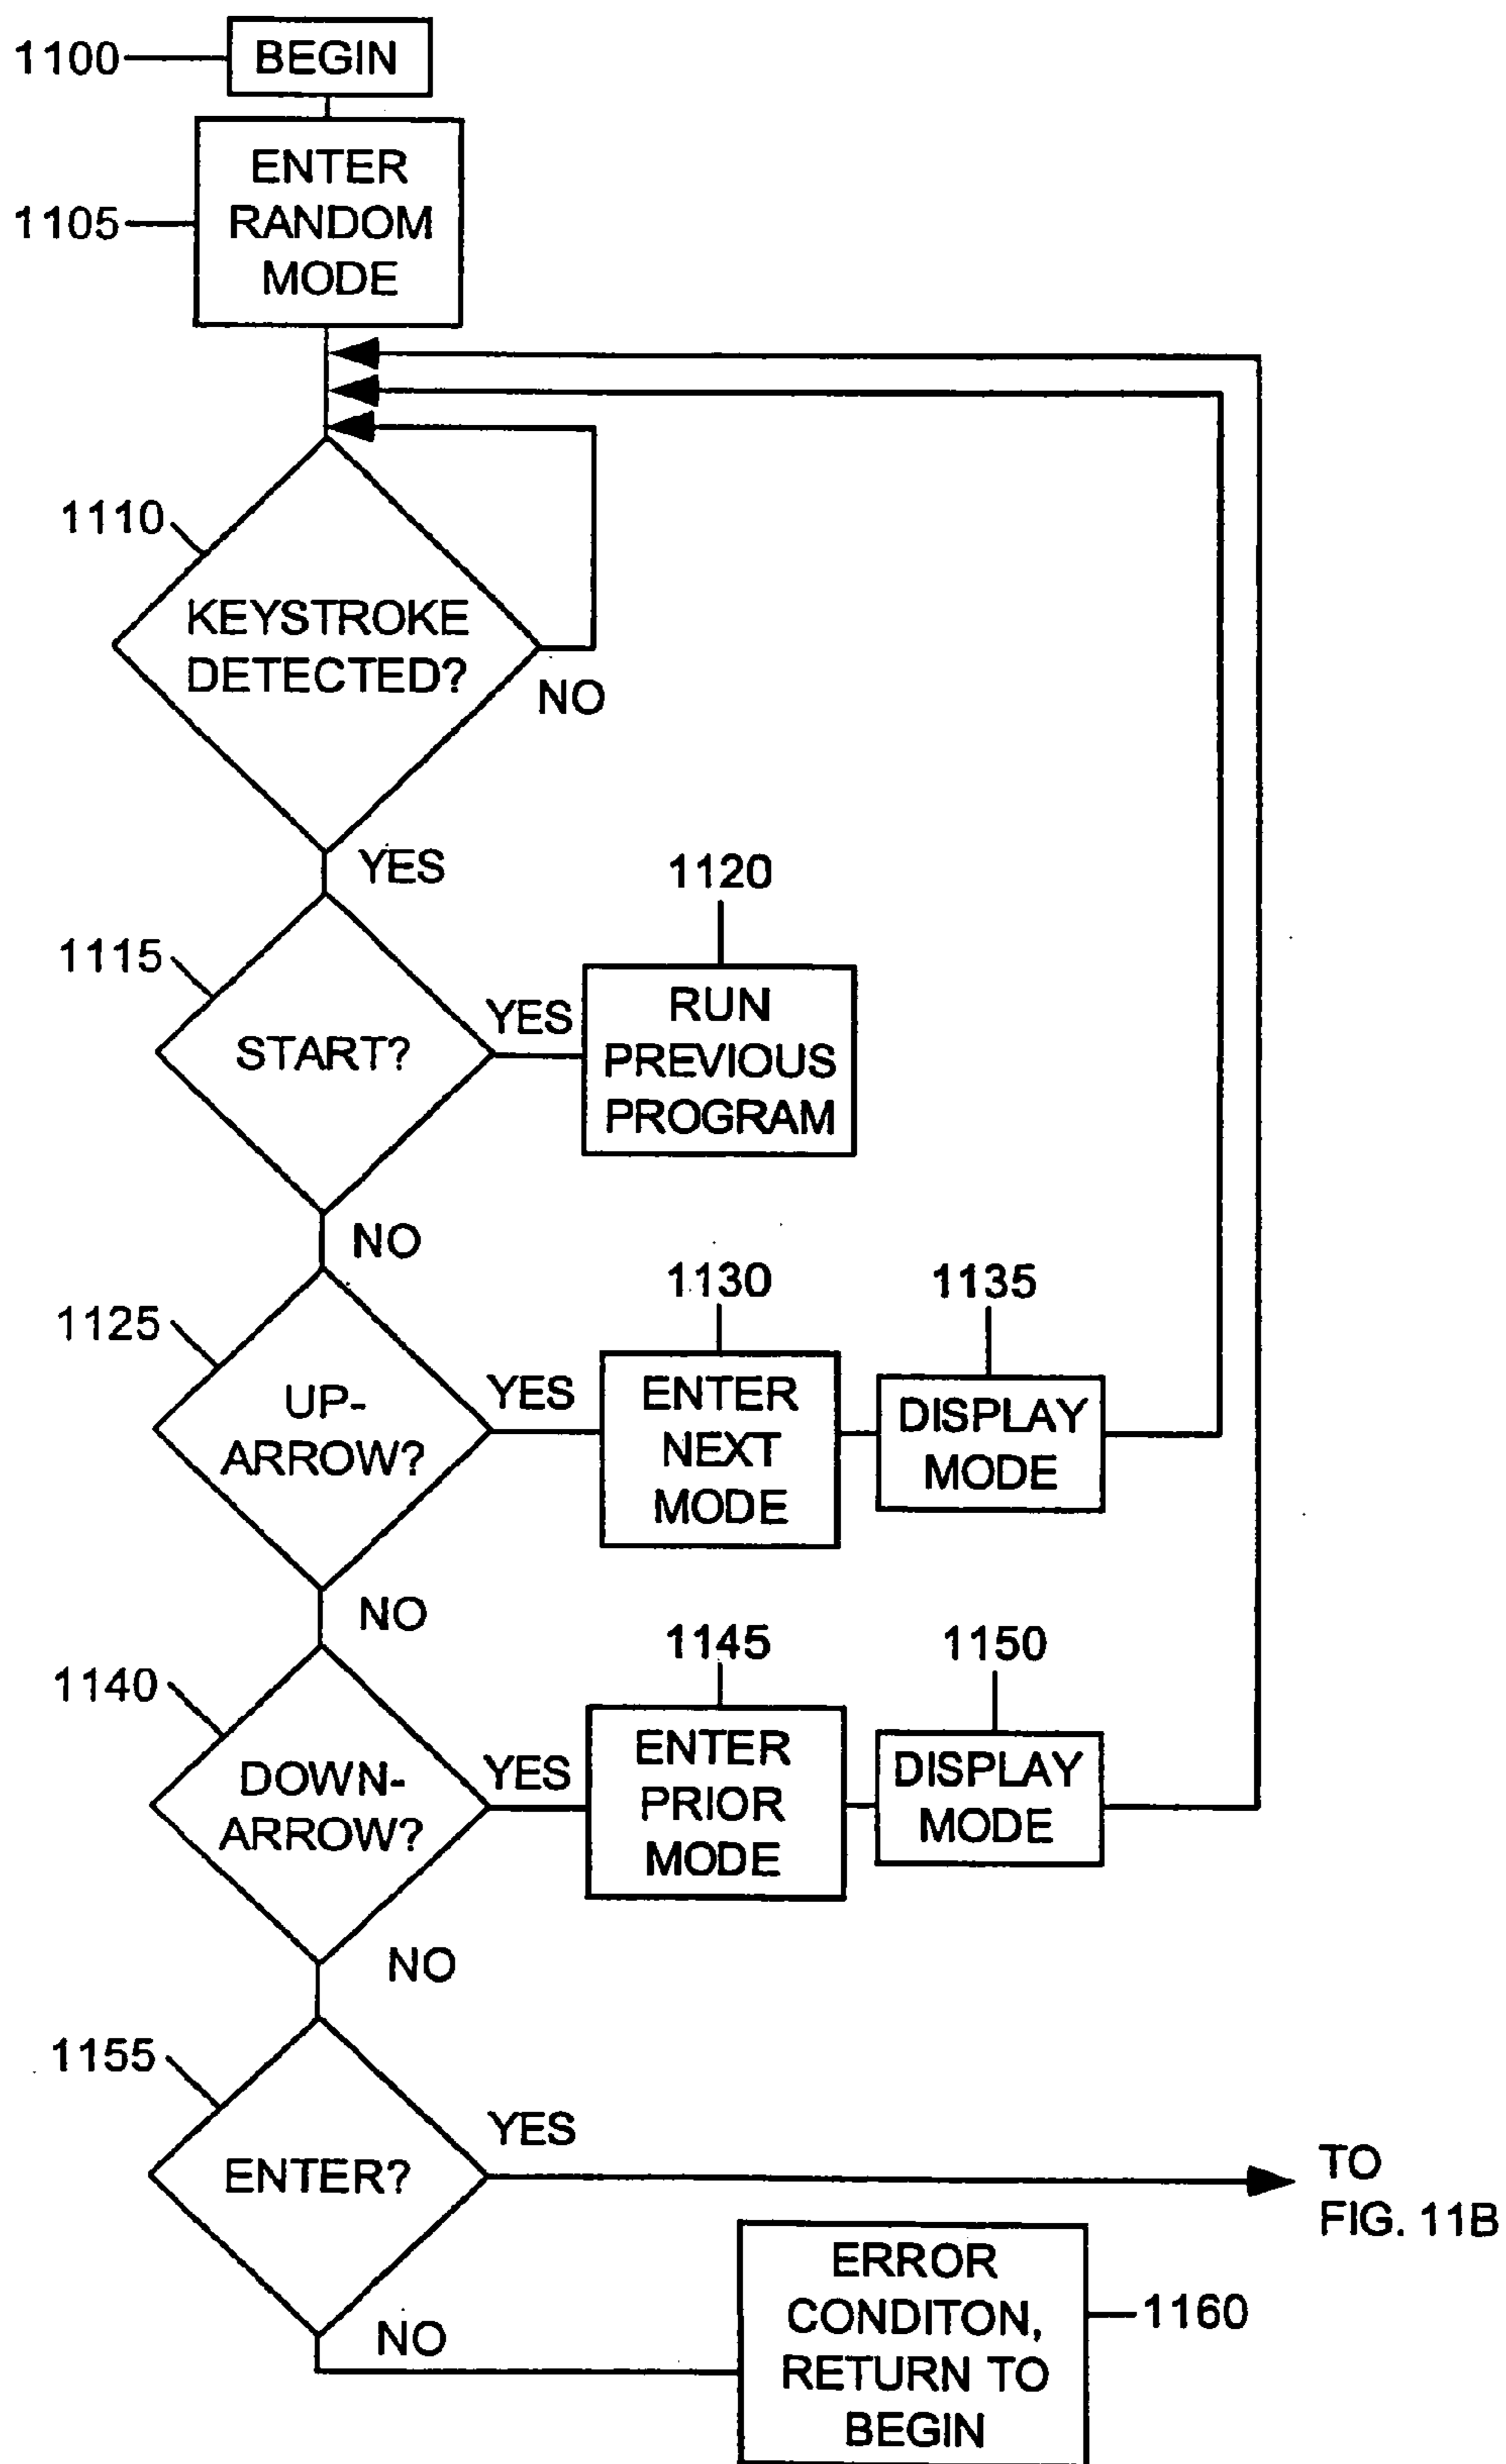 1100
BEGIN
1105
ENTER
RANDOM
MODE
1110
KEYSTROKE
DETECTED?
NO
YES
1115
START?
YES
1120
RUN
PREVIOUS
PROGRAM
NO
1125
UP-
ARROW?
YES
1130
ENTER
NEXT
MODE
1135
DISPLAY
MODE
NO
1140
DOWN-
ARROW?
YES
1145
ENTER
PRIOR
MODE
1150
DISPLAY
MODE
NO
1155
ENTER?
YES
TO
FIG. 11B
NO
ERROR
CONDITON,
RETURN TO
BEGIN
1160